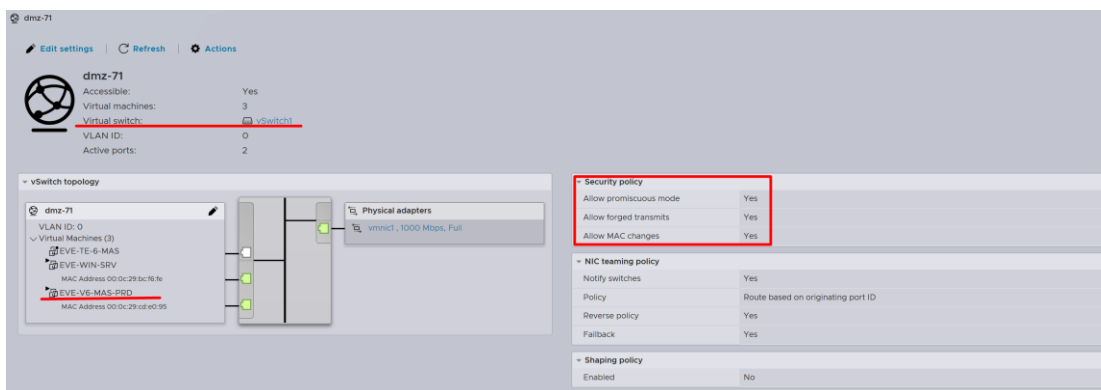 dmz-71
Edit settings | Refresh | Actions
dmz-71
Accessible: Yes
Virtual machines: 3
Virtual switch: vSwitch1
VLAN ID: 0
Active ports: 2
vSwitch topology
dmz-71
VLAN ID: 0
Virtual Machines (3)
EVE-TE-6-MAS
EVE-WIN-SRV
MAC Address 00:0c:29:bc:f6:fe
EVE-V6-MAS-PRD
MAC Address 00:0c:29:cd:e0:95
Physical adapters
vmnic1 , 1000 Mbps, Full
Security policy
Allow promiscuous mode Yes
Allow forged transmits Yes
Allow MAC changes Yes
NIC teaming policy
Notify switches Yes
Policy Route based on originating port ID
Reverse policy Yes
Failback Yes
Shaping policy
Enabled No